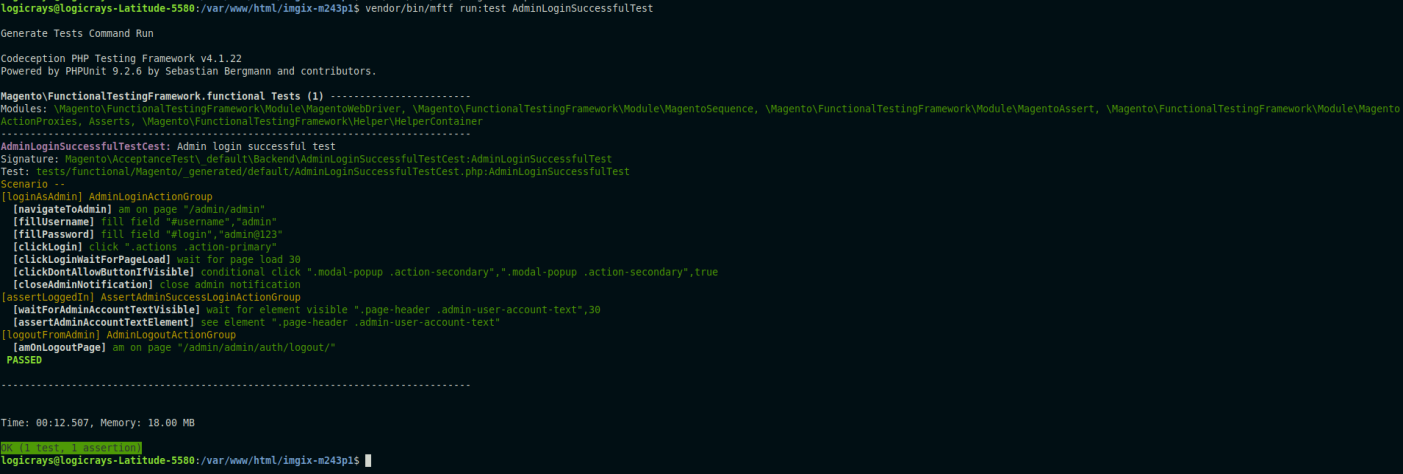 logicrays@logicrays-Latitude-5580:/var/www/html/imgix-m243p1$ vendor/bin/mftf run:test AdminLoginSuccessfulTest
Generate Tests Command Run
Codeception PHP Testing Framework v4.1.22
Powered by PHPUnit 9.2.6 by Sebastian Bergmann and contributors.
Magento\FunctionalTestingFramework.functional Tests (1) ------------------------
Modules: \Magento\FunctionalTestingFramework\Module\MagentoWebDriver, \Magento\FunctionalTestingFramework\Module\MagentoSequence, \Magento\FunctionalTestingFramework\Module\MagentoAssert, \Magento\FunctionalTestingFramework\Module\Magento
ActionProxies, Asserts, \Magento\FunctionalTestingFramework\Helper\HelperContainer
--------------------------------------------------------------------------------
AdminLoginSuccessfulTestCest: Admin login successful test
Signature: Magento\AcceptanceTest\_default\Backend\AdminLoginSuccessfulTestCest:AdminLoginSuccessfulTest
Test: tests/functional/Magento/_generated/default/AdminLoginSuccessfulTestCest.php:AdminLoginSuccessfulTest
Scenario --
[loginAsAdmin] AdminLoginActionGroup
[navigateToAdmin] am on page "/admin/admin"
[fillUsername] fill field "#username","admin"
[fillPassword] fill field "#login","admin@123"
[clickLogin] click ".actions .action-primary"
[clickLoginWaitForPageLoad] wait for page load 30
[clickDontAllowButtonIfVisible] conditional click ".modal-popup .action-secondary",".modal-popup .action-secondary",true
[closeAdminNotification] close admin notification
[assertLoggedIn] AssertAdminSuccessLoginActionGroup
[waitForAdminAccountTextVisible] wait for element visible ".page-header .admin-user-account-text",30
[assertAdminAccountTextElement] see element ".page-header .admin-user-account-text"
[logoutFromAdmin] AdminLogoutActionGroup
[amOnLogoutPage] am on page "/admin/admin/auth/logout/"
PASSED
--------------------------------------------------------------------------------
Time: 00:12.507, Memory: 18.00 MB
OK (1 test, 1 assertion)
logicrays@logicrays-Latitude-5580:/var/www/html/imgix-m243p1$